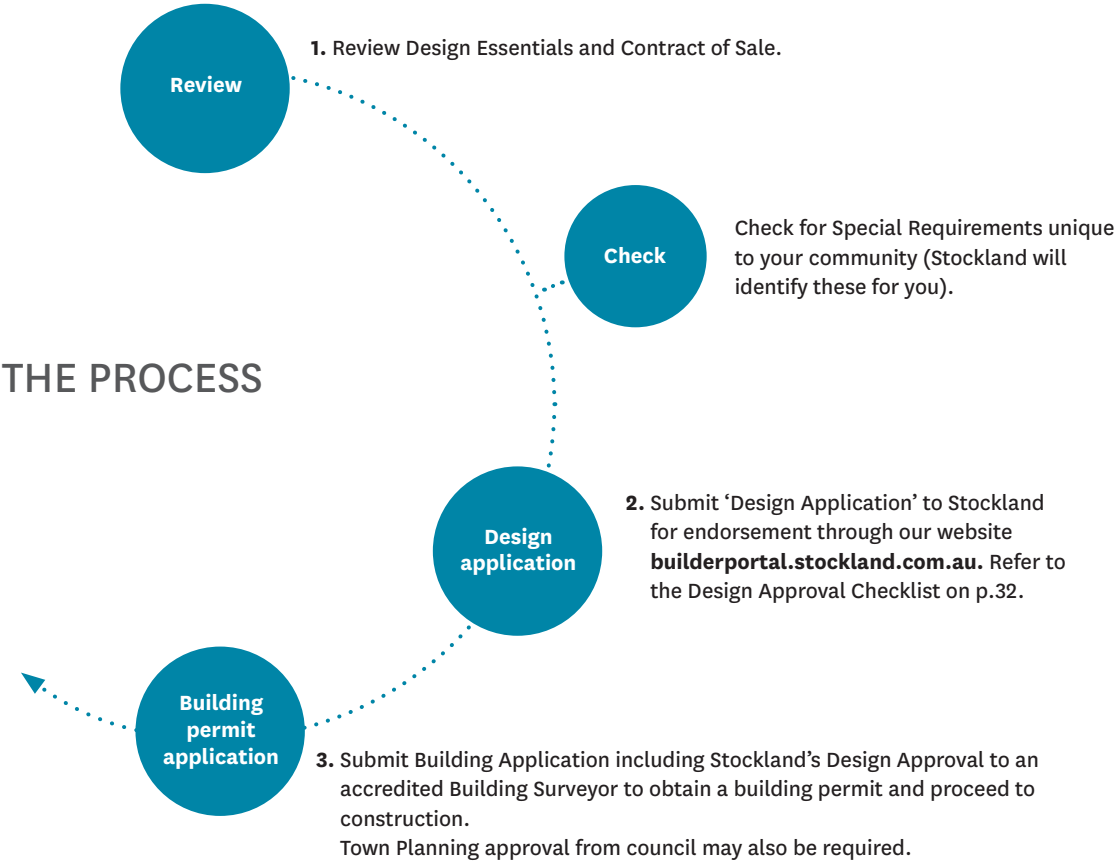 1. Review Design Essentials and Contract of Sale.
Review
Check
Check for Special Requirements unique
to your community (Stockland will
identify these for you).
THE PROCESS
Design
application
2. Submit ‘Design Application’ to Stockland
for endorsement through our website
builderportal.stockland.com.au. Refer to
the Design Approval Checklist on p.32.
Building
permit
application
3. Submit Building Application including Stockland’s Design Approval to an
accredited Building Surveyor to obtain a building permit and proceed to
construction.
Town Planning approval from council may also be required.